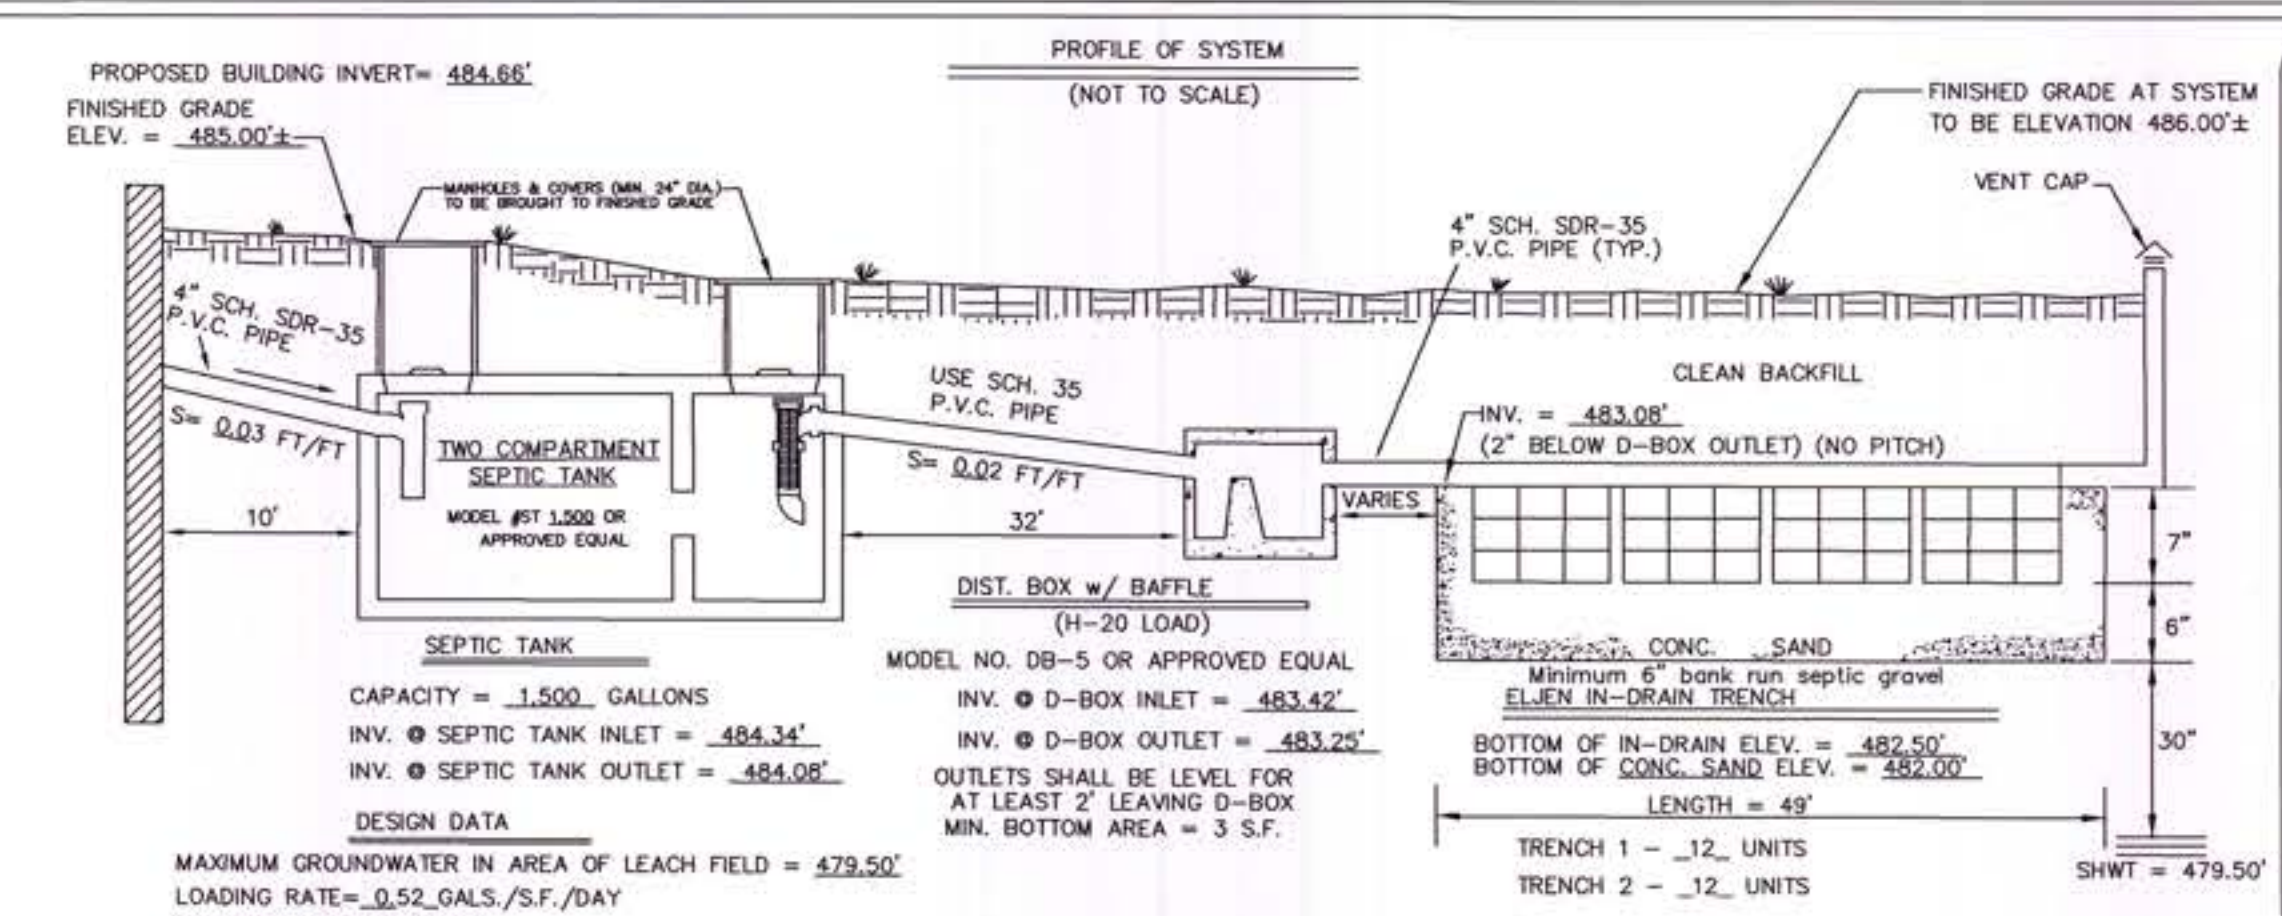 PROFILE OF SYSTEM
(NOT TO SCALE)
PROPOSED BUILDING INVERT= 484.66'
FINISHED GRADE
ELEV. = 485.00'±
MANHOLES & COVERS (MIN. 24" DIA.)
TO BE BROUGHT TO FINISHED GRADE
FINISHED GRADE AT SYSTEM
TO BE ELEVATION 486.00'±
VENT CAP
4" SCH. SDR-35
P.V.C. PIPE (TYP.)
4" SCH. SDR-35
P.V.C. PIPE
S= 0.03 FT/FT
10'
TWO COMPARTMENT
SEPTIC TANK
MODEL #ST 1,500 OR
APPROVED EQUAL
USE SCH. 35
P.V.C. PIPE
S= 0.02 FT/FT
32'
VARIES
CLEAN BACKFILL
INV. = 483.08'
(2" BELOW D-BOX OUTLET) (NO PITCH)
7"
6"
30"
CONC. SAND
Minimum 6" bank run septic gravel
ELJEN IN-DRAIN TRENCH
BOTTOM OF IN-DRAIN ELEV. = 482.50'
BOTTOM OF CONC. SAND ELEV. = 482.00'
LENGTH = 49'
TRENCH 1 - 12 UNITS
TRENCH 2 - 12 UNITS
SHWT = 479.50'
DIST. BOX w/ BAFFLE
(H-20 LOAD)
MODEL NO. DB-5 OR APPROVED EQUAL
INV. @ D-BOX INLET = 483.42'
INV. @ D-BOX OUTLET = 483.25'
OUTLETS SHALL BE LEVEL FOR
AT LEAST 2' LEAVING D-BOX
MIN. BOTTOM AREA = 3 S.F.
SEPTIC TANK
CAPACITY = 1,500 GALLONS
INV. @ SEPTIC TANK INLET = 484.34'
INV. @ SEPTIC TANK OUTLET = 484.08'
DESIGN DATA
MAXIMUM GROUNDWATER IN AREA OF LEACH FIELD = 479.50'
LOADING RATE= 0.52 GALS./S.F./DAY